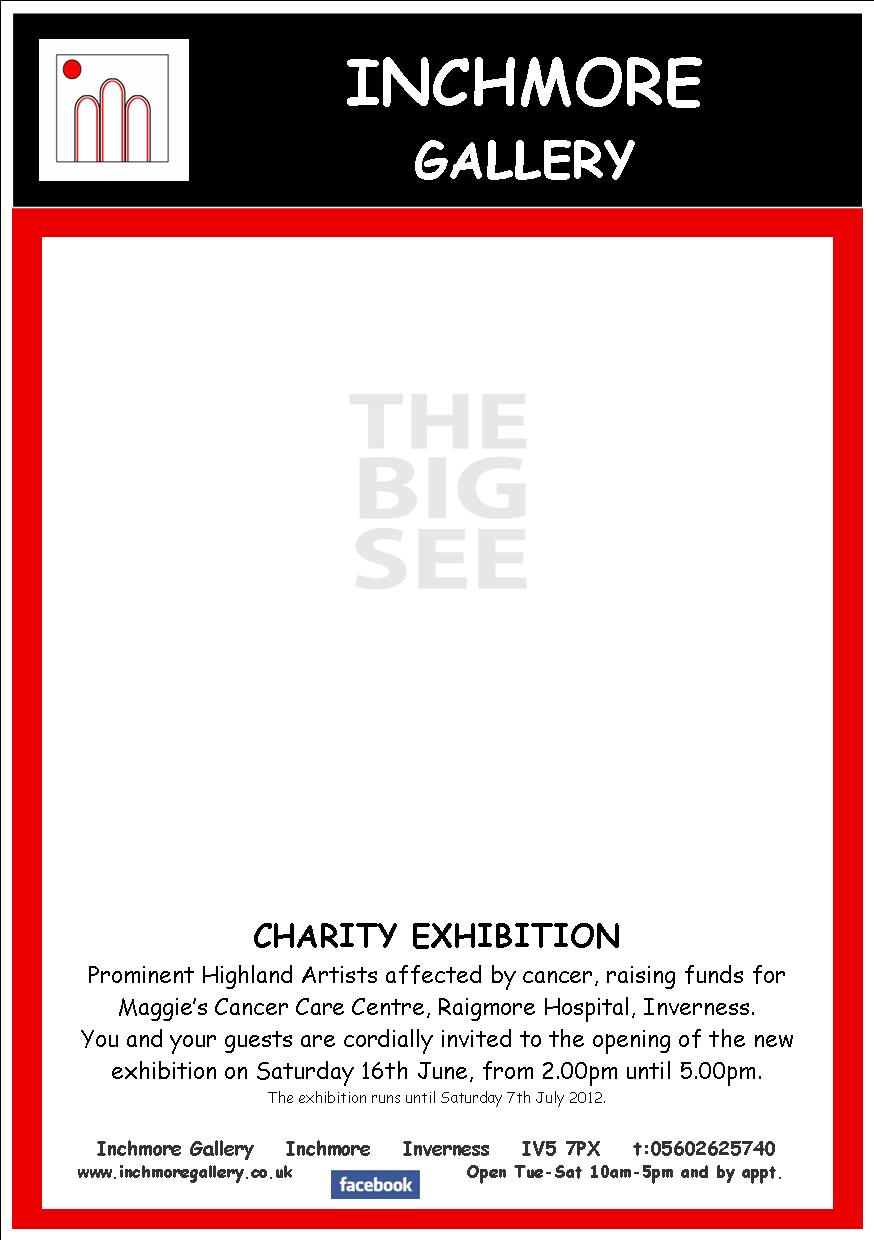 INCHMORE
GALLERY
THE
BIG
SEE
CHARITY EXHIBITION
Prominent Highland Artists affected by cancer, raising funds for
Maggie's Cancer Care Centre, Raigmore Hospital, Inverness.
You and your guests are cordially invited to the opening of the new
exhibition on Saturday 16th June, from 2.00pm until 5.00pm.
The exhibition runs until Saturday 7th July 2012.
Inchmore Gallery Inchmore Inverness IV5 7PX t:05602625740
www.inchmoregallery.co.uk facebook Open Tue-Sat 10am-5pm and by appt.